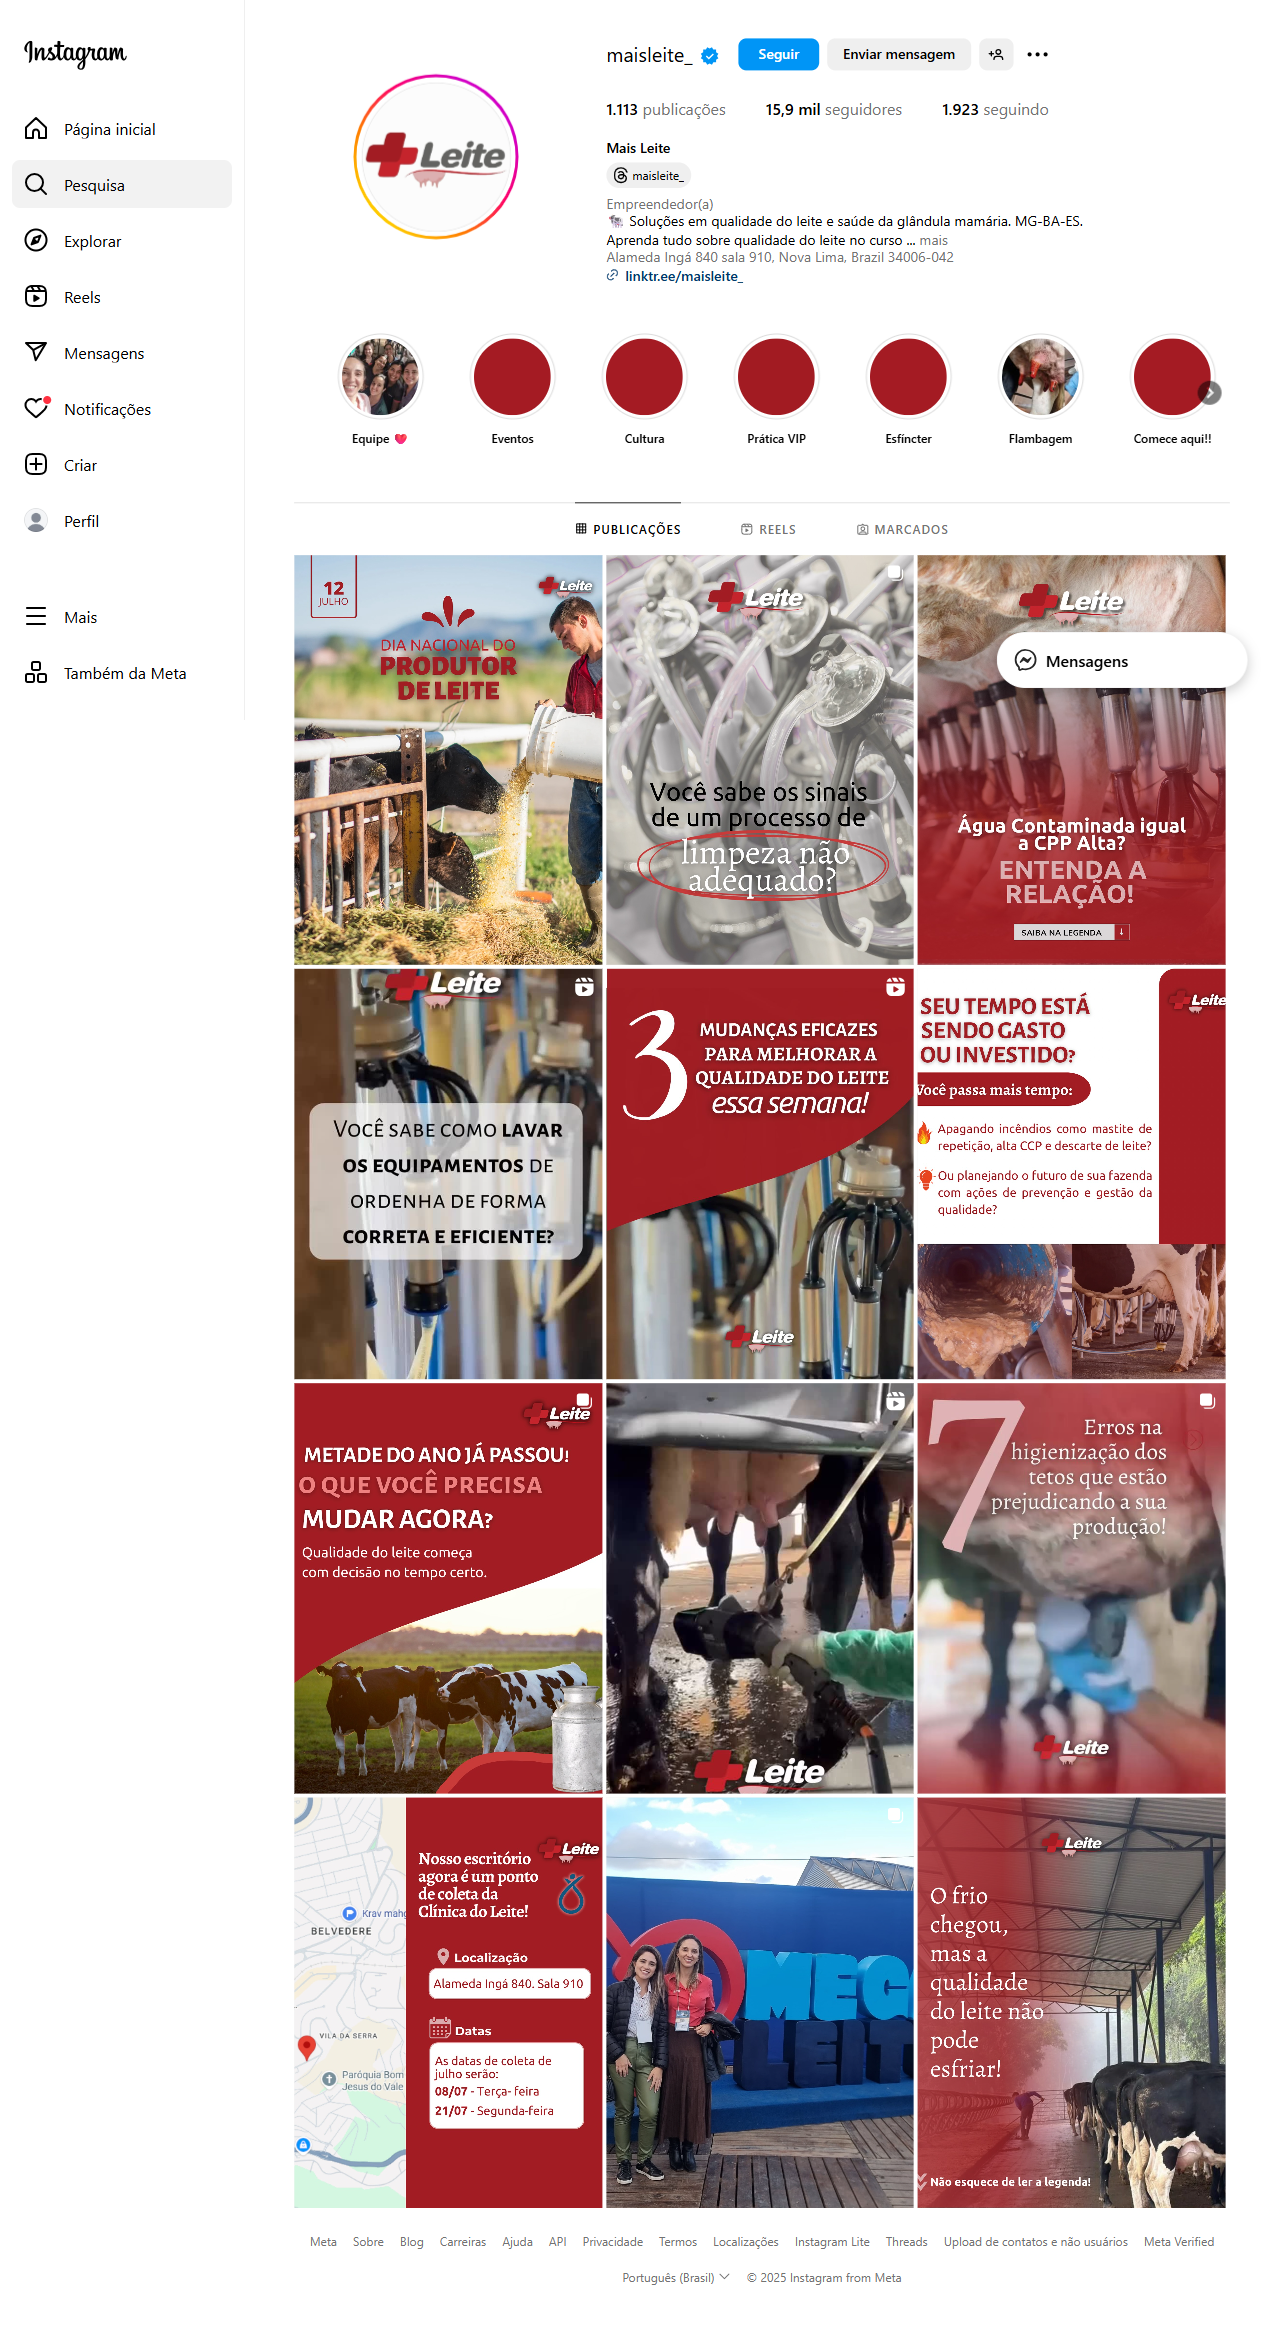 Instagram
Página inicial
Pesquisa
Explorar
Reels
Mensagens
Notificações
Criar
Perfil
Mais
Também da Meta
maisleite_
Seguir
Enviar mensagem
1.113 publicações
15,9 mil seguidores
1.923 seguindo
Leite
Mais Leite
maisleite_
Empreendedor(a)
🐄 Soluções em qualidade do leite e saúde da glândula mamária. MG-BA-ES.
Aprenda tudo sobre qualidade do leite no curso ... mais
Alameda Ingá 840 sala 910, Nova Lima, Brazil 34006-042
linktr.ee/maisleite_
Equipe ❤️
Eventos
Cultura
Prática VIP
Esfíncter
Flambagem
Comece aqui!!
PUBLICAÇÕES
REELS
MARCADOS
12
JULHO
Leite
DIA NACIONAL DO
PRODUTOR
DE LEITE
Leite
Você sabe os sinais
de um processo de
limpeza não
adequado?
Leite
Mensagens
Água Contaminada igual
a CPP Alta?
ENTENDA A
RELAÇÃO!
SAIBA NA LEGENDA
Leite
VOCÊ SABE COMO LAVAR
OS EQUIPAMENTOS DE
ORDENHA DE FORMA
CORRETA E EFICIENTE?
3
MUDANÇAS EFICAZES
PARA MELHORAR A
QUALIDADE DO LEITE
essa semana!
Leite
Leite
SEU TEMPO ESTÁ
SENDO GASTO
OU INVESTIDO?
Você passa mais tempo:
Apagando incêndios como mastite de
repetição, alta CCP e descarte de leite?
Ou planejando o futuro de sua fazenda
com ações de prevenção e gestão da
qualidade?
Leite
METADE DO ANO JÁ PASSOU!
O QUE VOCÊ PRECISA
MUDAR AGORA?
Qualidade do leite começa
com decisão no tempo certo.
Leite
7
Erros na
higienização dos
tetos que estão
prejudicando a sua
produção!
Leite
Krav mahg
BELVEDERE
VILA DA SERRA
Paróquia Bom
Jesus do Vale
Leite
Nosso escritório
agora é um ponto
de coleta da
Clínica do Leite!
Localização
Alameda Ingá 840. Sala 910
Datas
As datas de coleta de
julho serão:
08/07 - Terça- feira
21/07 - Segunda-feira
MEG
LEIT
Leite
O frio
chegou,
mas a
qualidade
do leite não
pode
esfriar!
Não esquece de ler a legenda!
Meta
Sobre
Blog
Carreiras
Ajuda
API
Privacidade
Termos
Localizações
Instagram Lite
Threads
Upload de contatos e não usuários
Meta Verified
Português (Brasil)
© 2025 Instagram from Meta